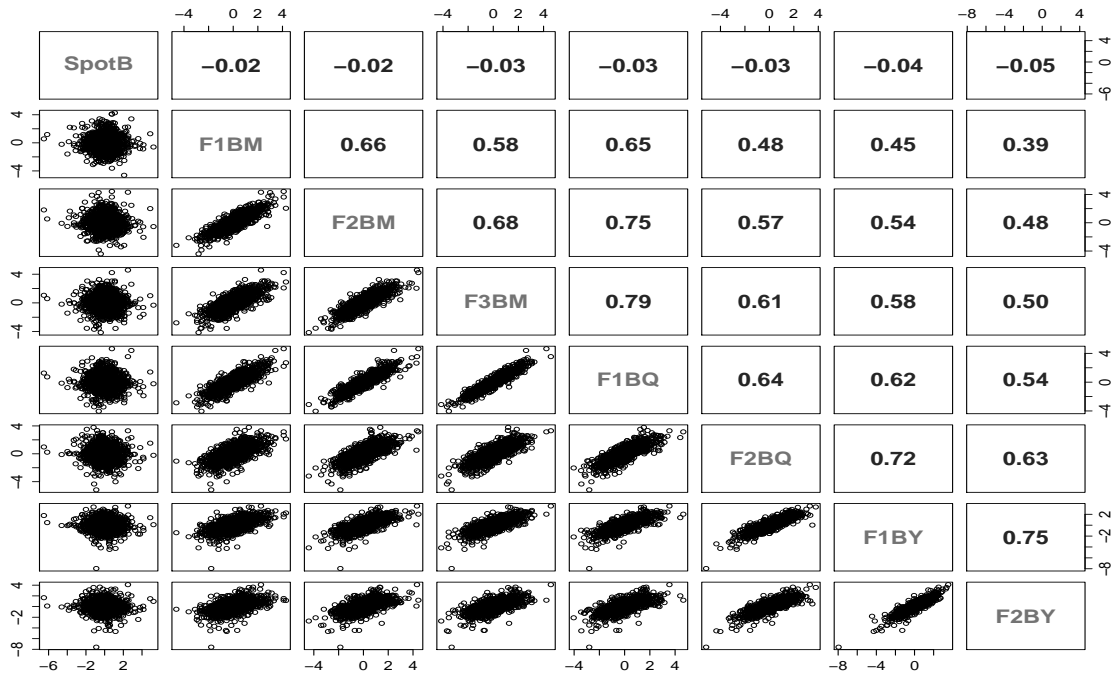 −4 0 2 4 −4 0 2 4 −4 0 2 4 −8 −4 0 4
SpotB −0.02 −0.02 −0.03 −0.03 −0.03 −0.04 −0.05 −6 0 4
−4 0 4 F1BM 0.66 0.58 0.65 0.48 0.45 0.39
F2BM 0.68 0.75 0.57 0.54 0.48 −4 0 4
−4 0 4 F3BM 0.79 0.61 0.58 0.50
F1BQ 0.64 0.62 0.54 −4 0 4
−4 0 4 F2BQ 0.72 0.63
F1BY 0.75 −8 −2 2
−8 −2 4 F2BY
−6 −2 2 −4 0 2 4 −4 0 2 4 −4 0 2 4 −8 −4 0